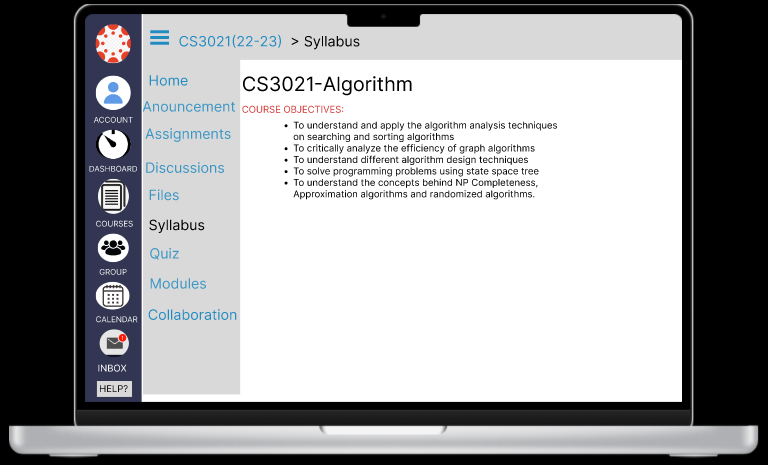 CS3021(22-23) > Syllabus
ACCOUNT
DASHBOARD
COURSES
GROUP
CALENDAR
INBOX
HELP?
Home
Anouncement
Assignments
Discussions
Files
Syllabus
Quiz
Modules
Collaboration
CS3021-Algorithm
COURSE OBJECTIVES:
• To understand and apply the algorithm analysis techniques
on searching and sorting algorithms
• To critically analyze the efficiency of graph algorithms
• To understand different algorithm design techniques
• To solve programming problems using state space tree
• To understand the concepts behind NP Completeness,
Approximation algorithms and randomized algorithms.